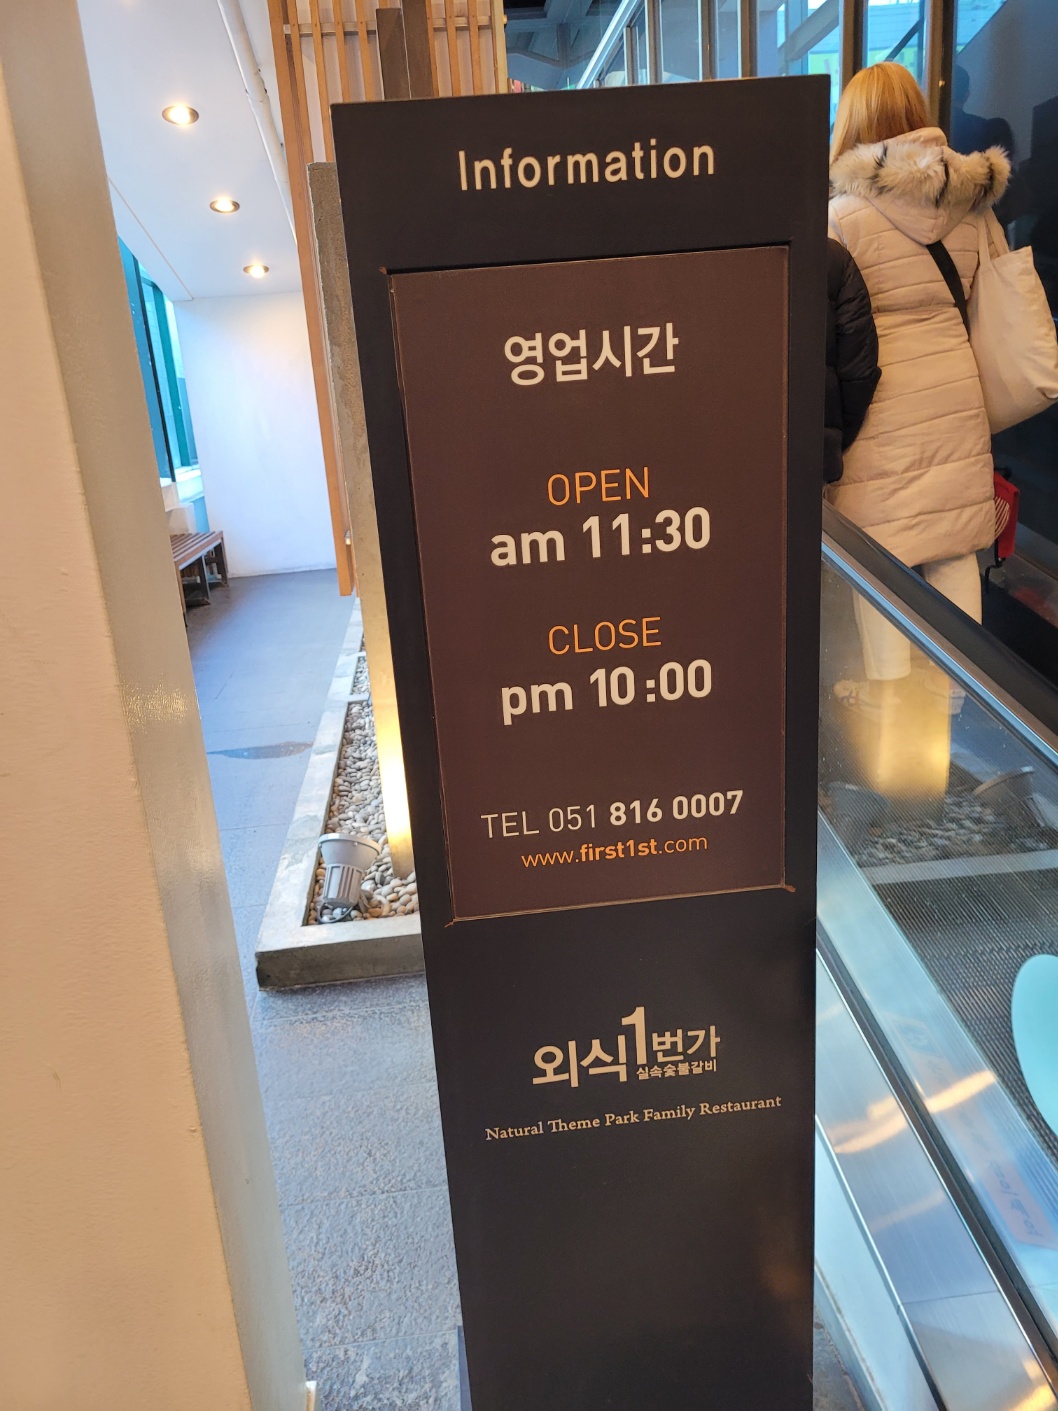 Information
영업시간
OPEN
am 11:30
CLOSE
pm 10:00
TEL 051 816 0007
www.first1st.com
외식1번가
실속숯불갈비
Natural Theme Park Family Restaurant